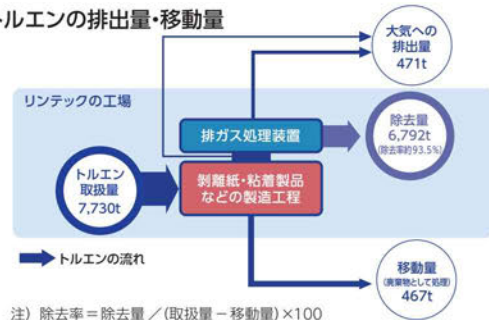 トルエンの排出量・移動量
大気への
排出量
471t
リンテックの工場
排ガス処理装置
除去量
6,792t
(除去率約93.5%)
トルエン
取扱量
7,730t
剥離紙・粘着製品
などの製造工程
トルエンの流れ
移動量
(廃棄物として処理)
467t
注) 除去率=除去量/(取扱量-移動量)×100